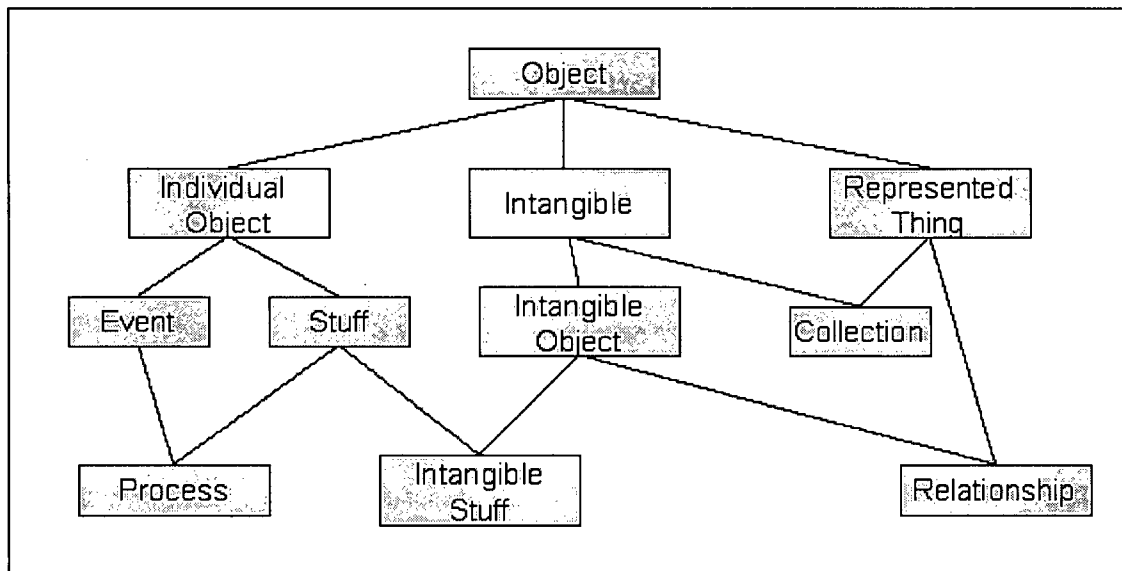 Object
Individual
Object
Intangible
Represented
Thing
Event
Stuff
Intangible
Object
Collection
Process
Intangible
Stuff
Relationship